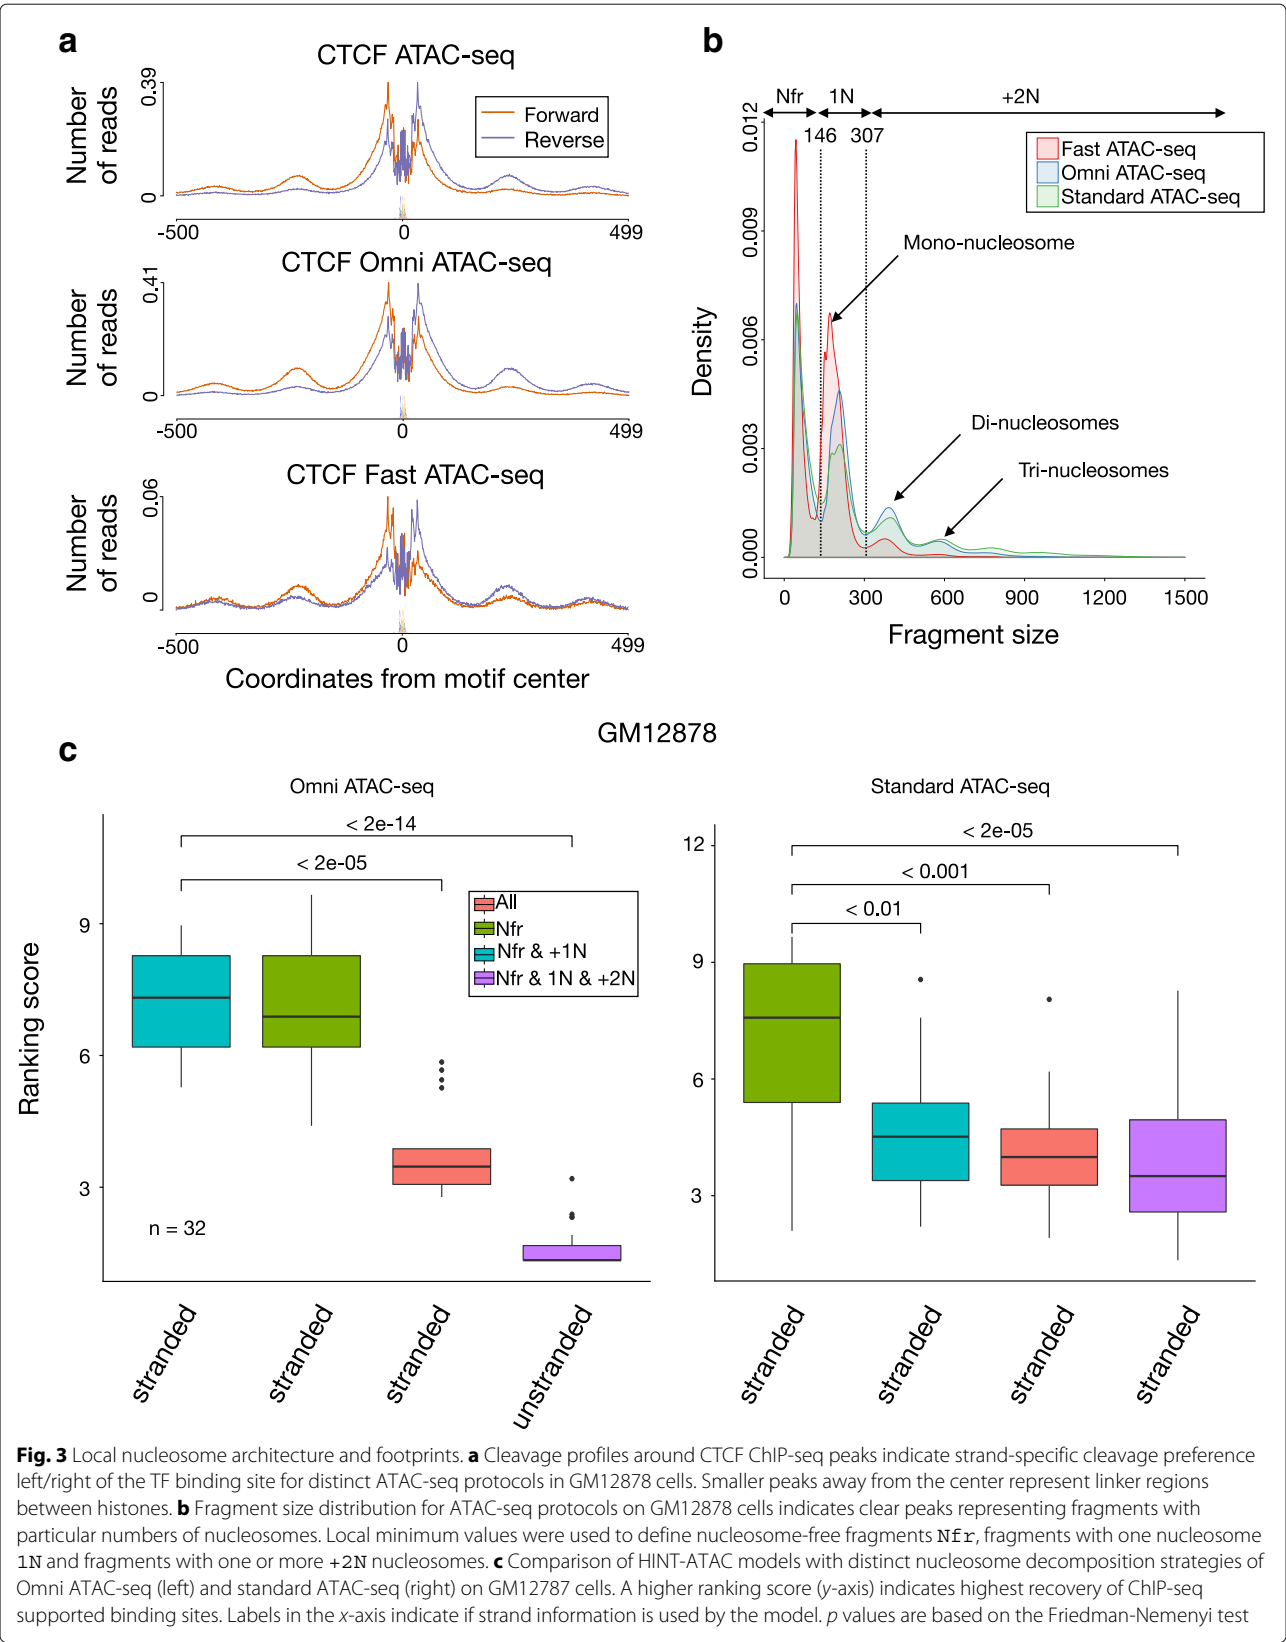 a
CTCF ATAC-seq
Number
of reads
0.39
0
Forward
Reverse
-500
0
499
CTCF Omni ATAC-seq
Number
of reads
0.41
0
-500
0
499
CTCF Fast ATAC-seq
Number
of reads
0.06
0
-500
0
499
Coordinates from motif center
b
Nfr
1N
+2N
146
307
Fast ATAC-seq
Omni ATAC-seq
Standard ATAC-seq
Mono-nucleosome
Di-nucleosomes
Tri-nucleosomes
Density
0.012
0.009
0.006
0.003
0.000
0
300
600
900
1200
1500
Fragment size
c
GM12878
Omni ATAC-seq
< 2e-14
< 2e-05
All
Nfr
Nfr & +1N
Nfr & 1N & +2N
Ranking score
9
6
3
n = 32
stranded
stranded
stranded
unstranded
Standard ATAC-seq
< 2e-05
< 0.001
< 0.01
12
9
6
3
stranded
stranded
stranded
stranded
Fig. 3 Local nucleosome architecture and footprints. a Cleavage profiles around CTCF ChIP-seq peaks indicate strand-specific cleavage preference
left/right of the TF binding site for distinct ATAC-seq protocols in GM12878 cells. Smaller peaks away from the center represent linker regions
between histones. b Fragment size distribution for ATAC-seq protocols on GM12878 cells indicates clear peaks representing fragments with
particular numbers of nucleosomes. Local minimum values were used to define nucleosome-free fragments Nfr, fragments with one nucleosome
1N and fragments with one or more +2N nucleosomes. c Comparison of HINT-ATAC models with distinct nucleosome decomposition strategies of
Omni ATAC-seq (left) and standard ATAC-seq (right) on GM12787 cells. A higher ranking score (y-axis) indicates highest recovery of ChIP-seq
supported binding sites. Labels in the x-axis indicate if strand information is used by the model. p values are based on the Friedman-Nemenyi test